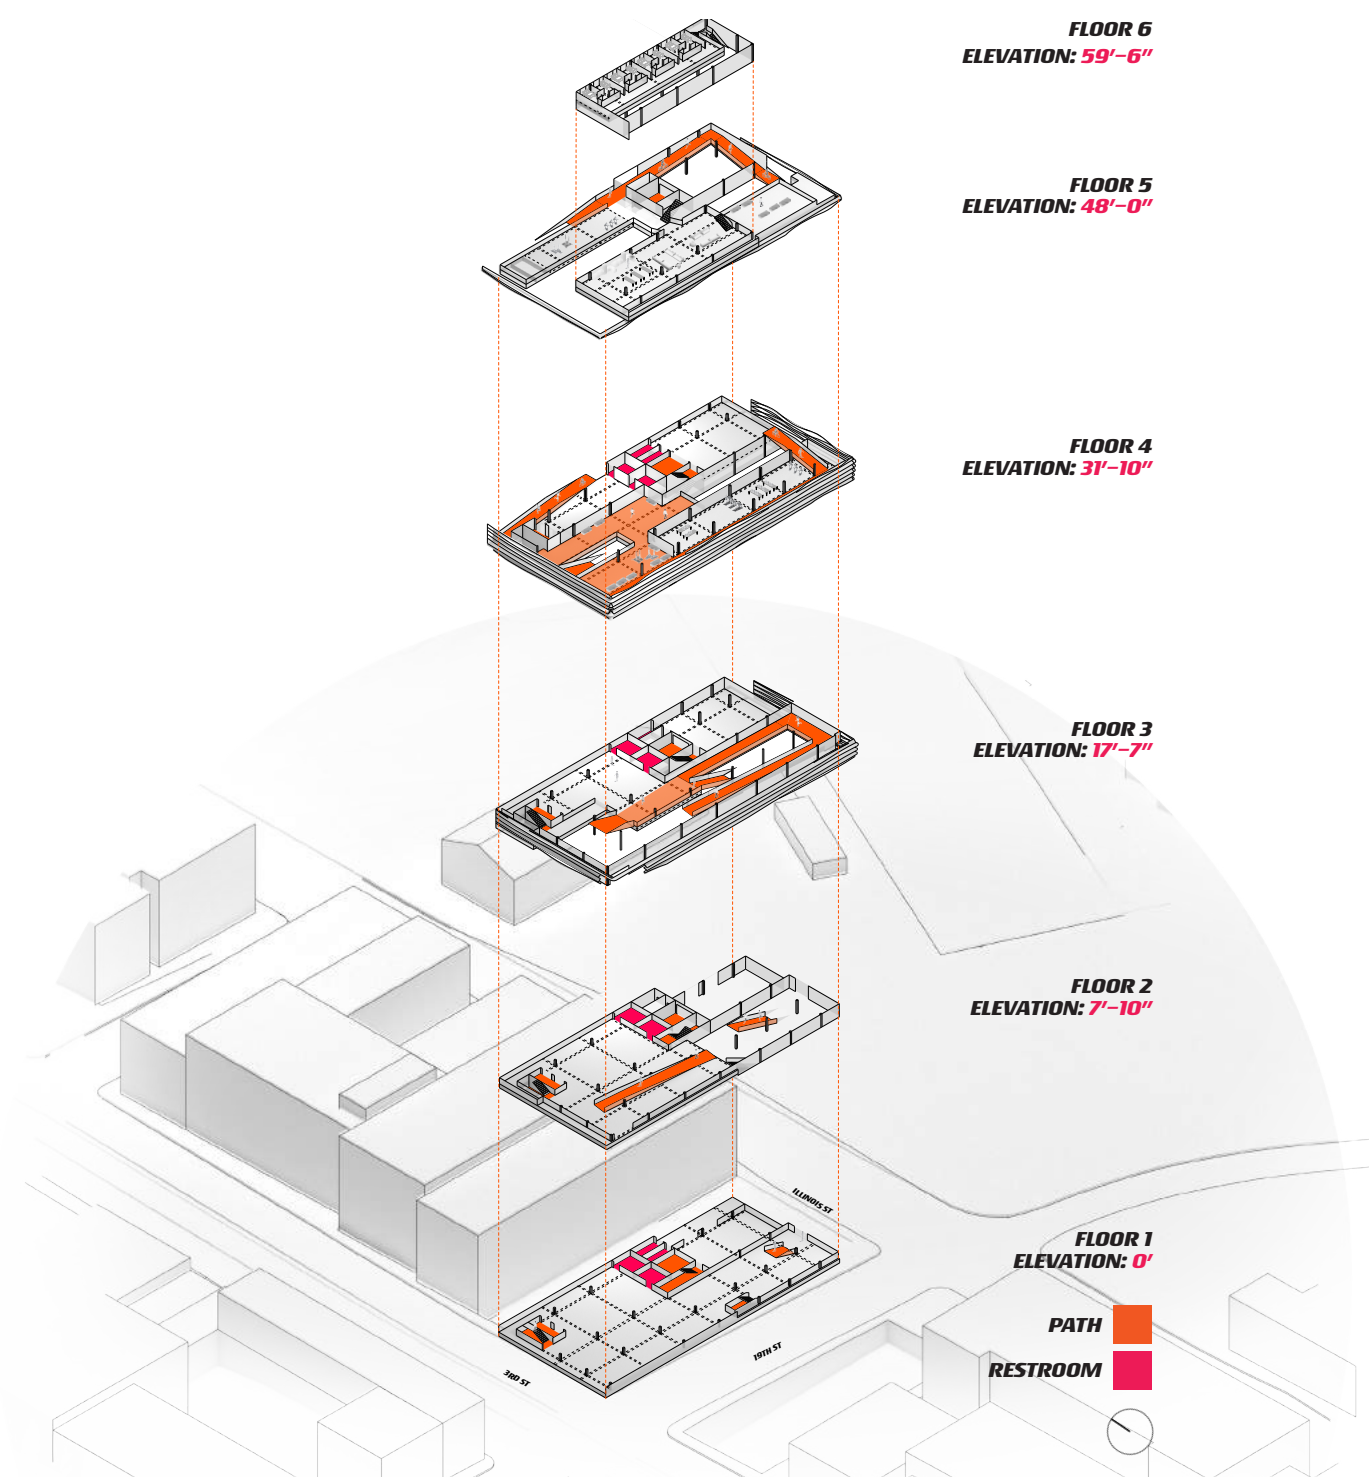 FLOOR 6
ELEVATION: 59'-6"
FLOOR 5
ELEVATION: 48'-0"
FLOOR 4
ELEVATION: 31'-10"
FLOOR 3
ELEVATION: 17'-7"
FLOOR 2
ELEVATION: 7'-10"
ILLINOIS ST
FLOOR 1
ELEVATION: 0'
PATH
19TH ST
RESTROOM
3RD ST